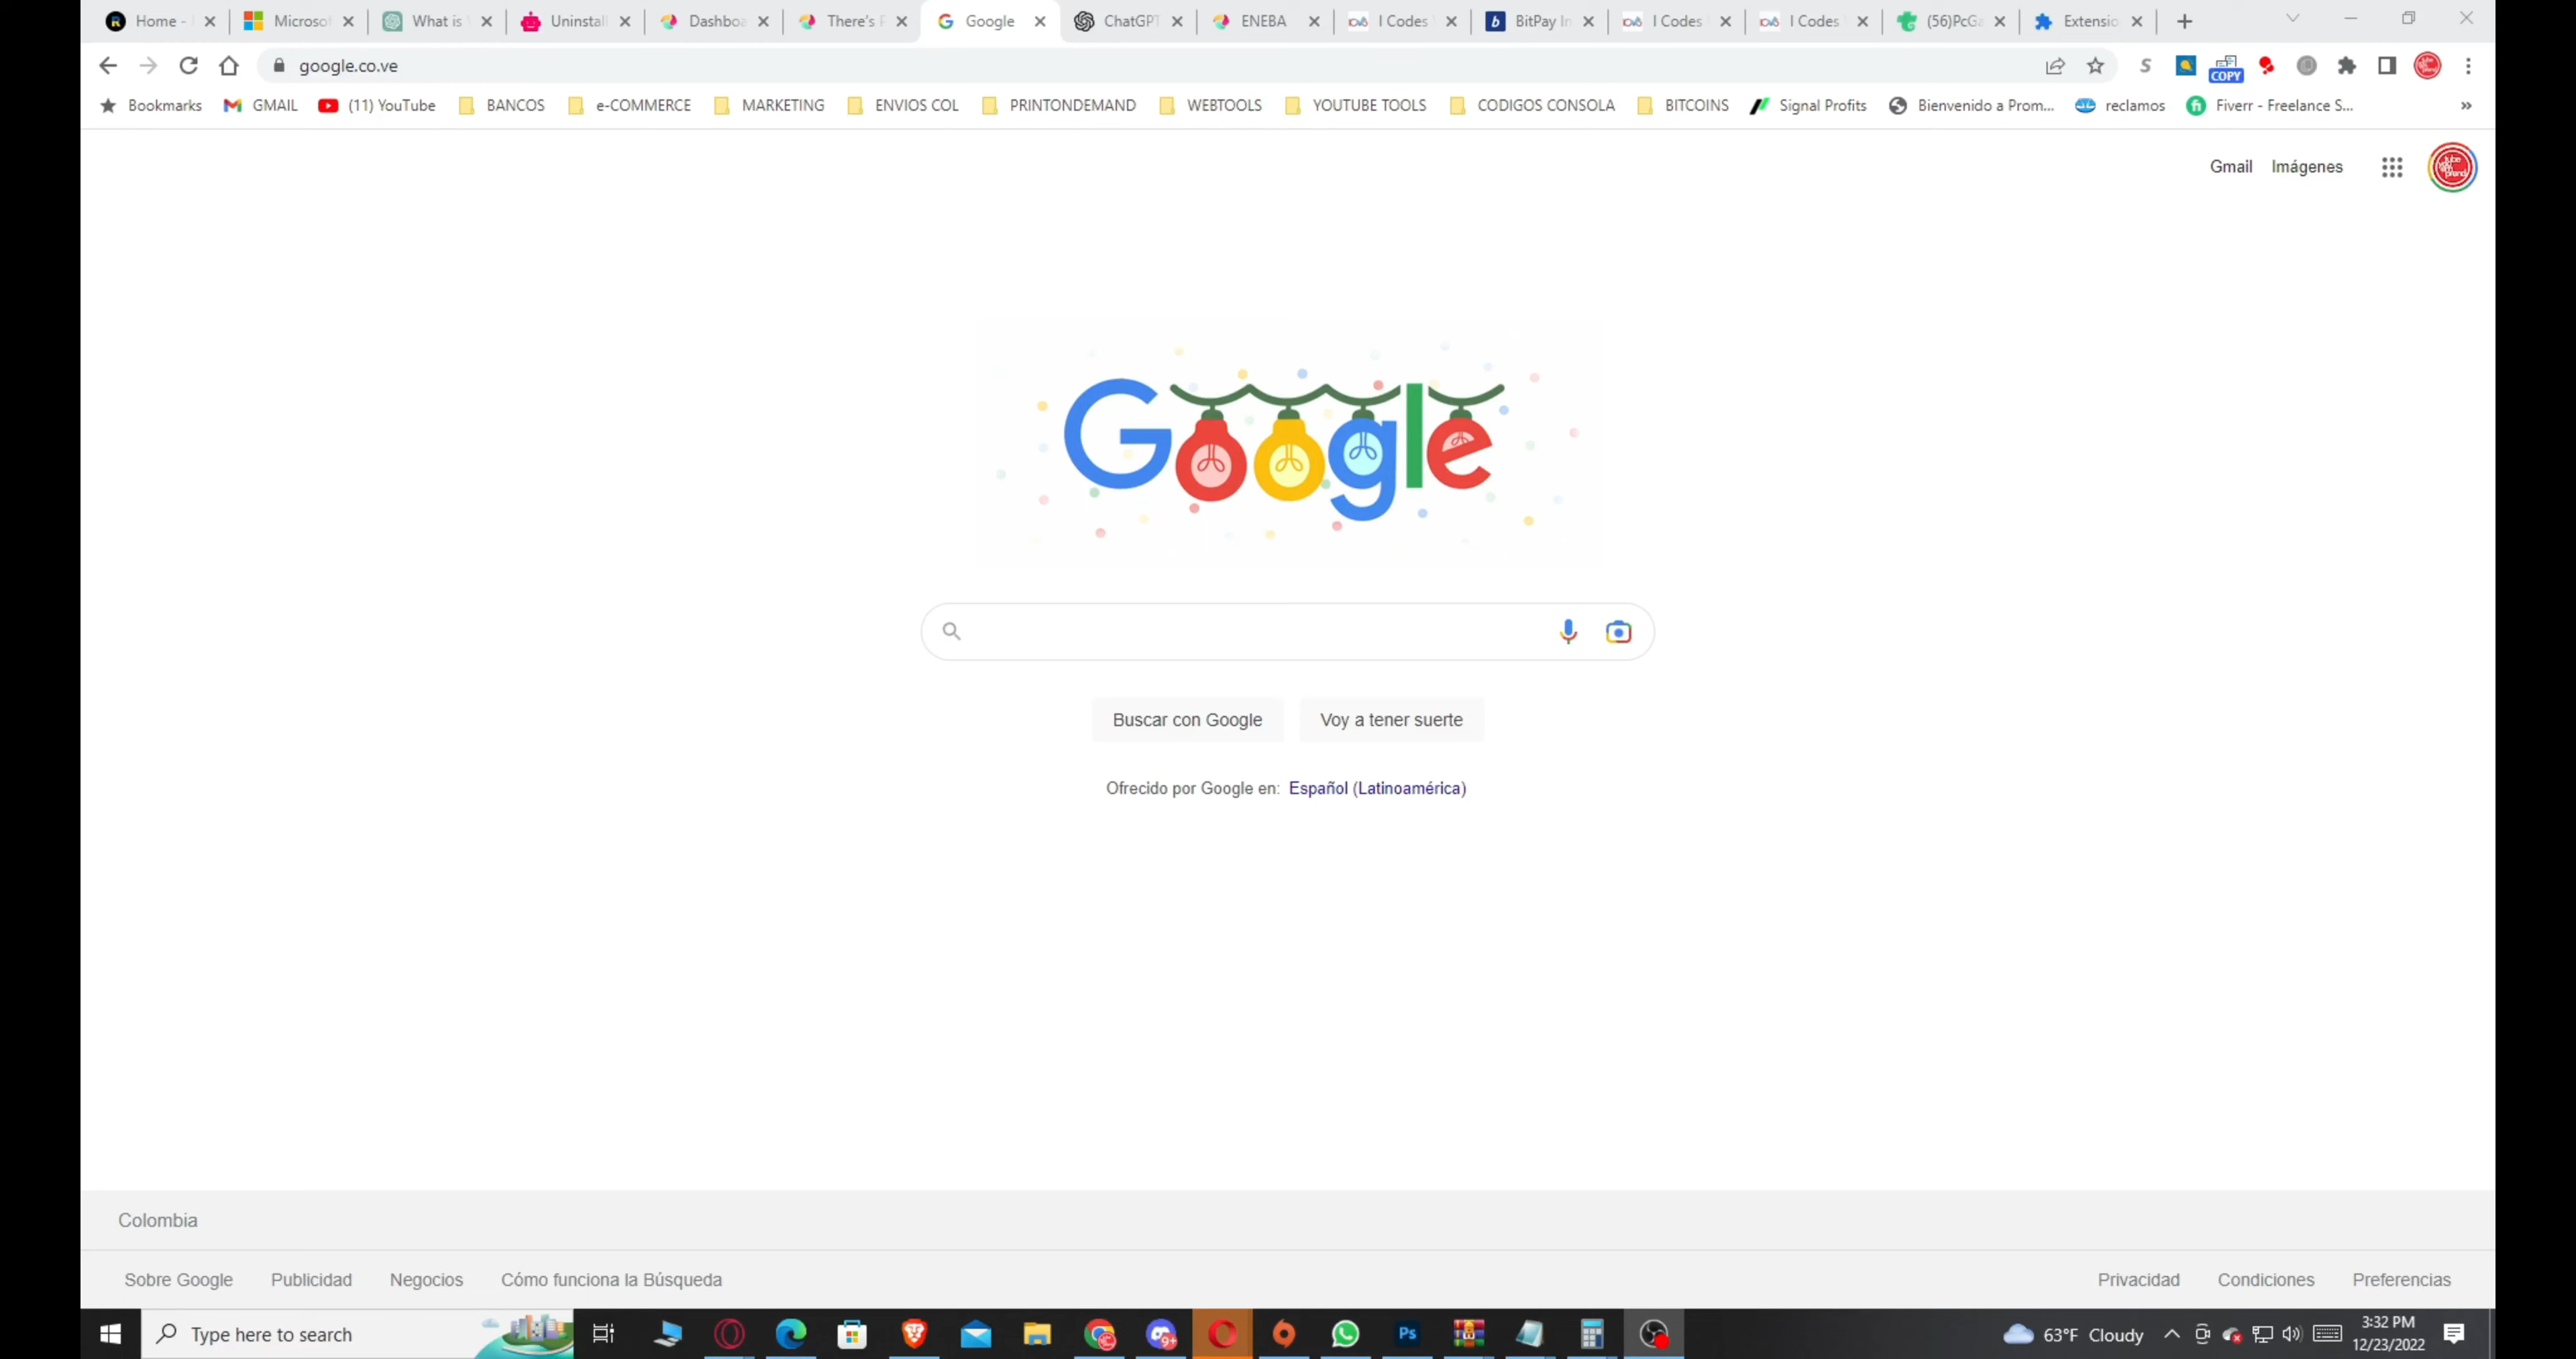 Home - Microsof What is Uninstall Dashboa There's Google ChatGPT ENEBA I Codes BitPay In I Codes I Codes (56)PcGa Extensio
google.co.ve
COPY
Bookmarks GMAIL (11) YouTube BANCOS e-COMMERCE MARKETING ENVIOS COL PRINTONDEMAND WEBTOOLS YOUTUBE TOOLS CODIGOS CONSOLA BITCOINS Signal Profits Bienvenido a Prom... reclamos Fiverr - Freelance S... »
Gmail Imágenes
Google
Buscar con Google Voy a tener suerte
Ofrecido por Google en: Español (Latinoamérica)
Colombia
Sobre Google Publicidad Negocios Cómo funciona la Búsqueda Privacidad Condiciones Preferencias
Type here to search 9+ Ps 63°F Cloudy 3:32 PM
12/23/2022